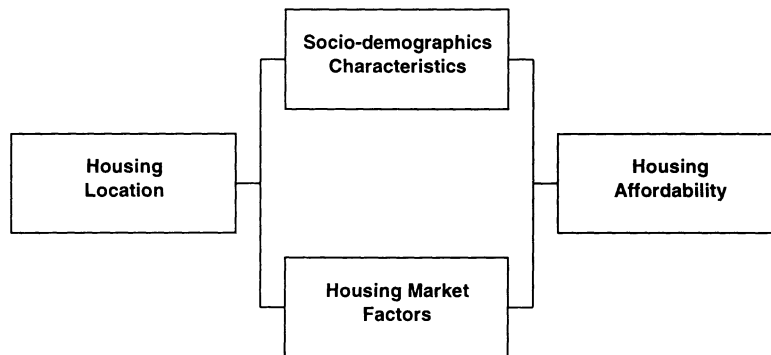 Socio-demographics
Characteristics
Housing
Location
Housing
Affordability
Housing Market
Factors